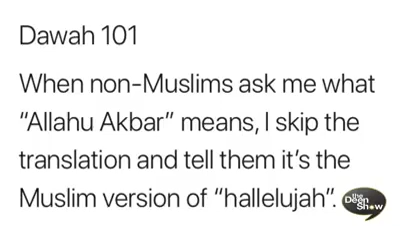 Dawah 101
When non-Muslims ask me what
“Allahu Akbar” means, I skip the
translation and tell them it’s the
Muslim version of “hallelujah”.
the
Deen
Show